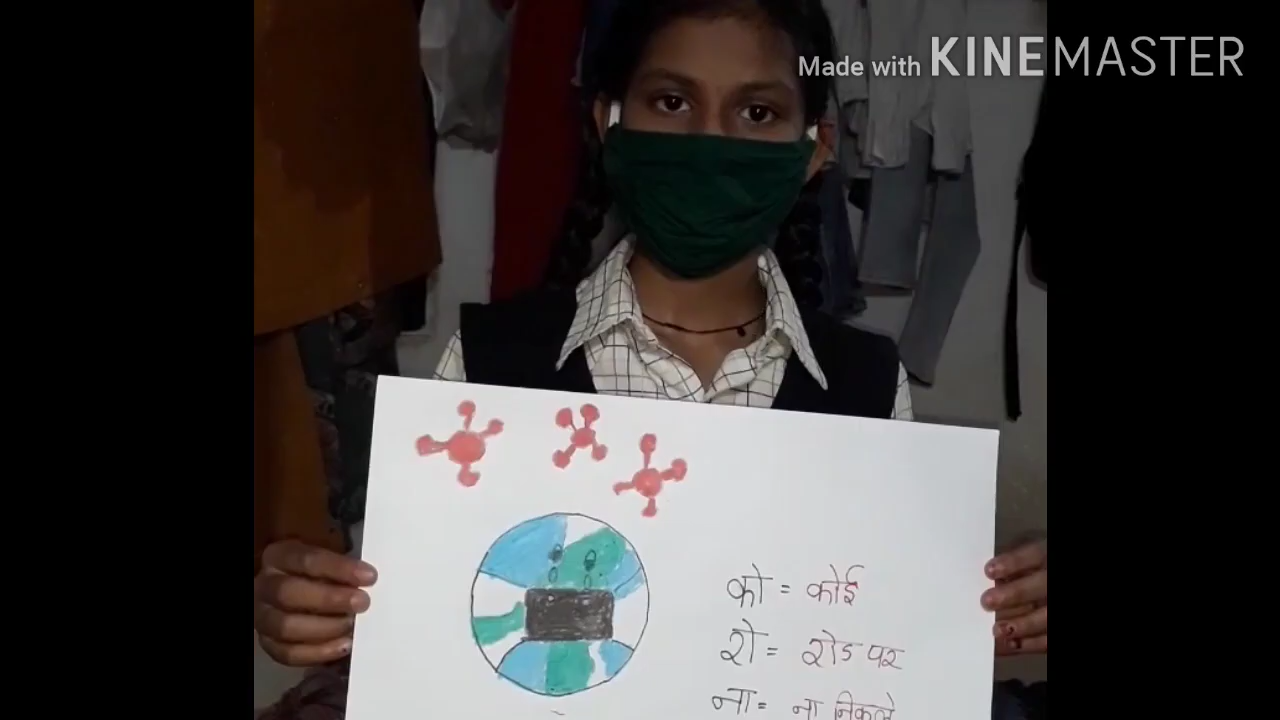 Made with KINEMASTER
को = कोई
रो = रोड पर
ना = ना निकले